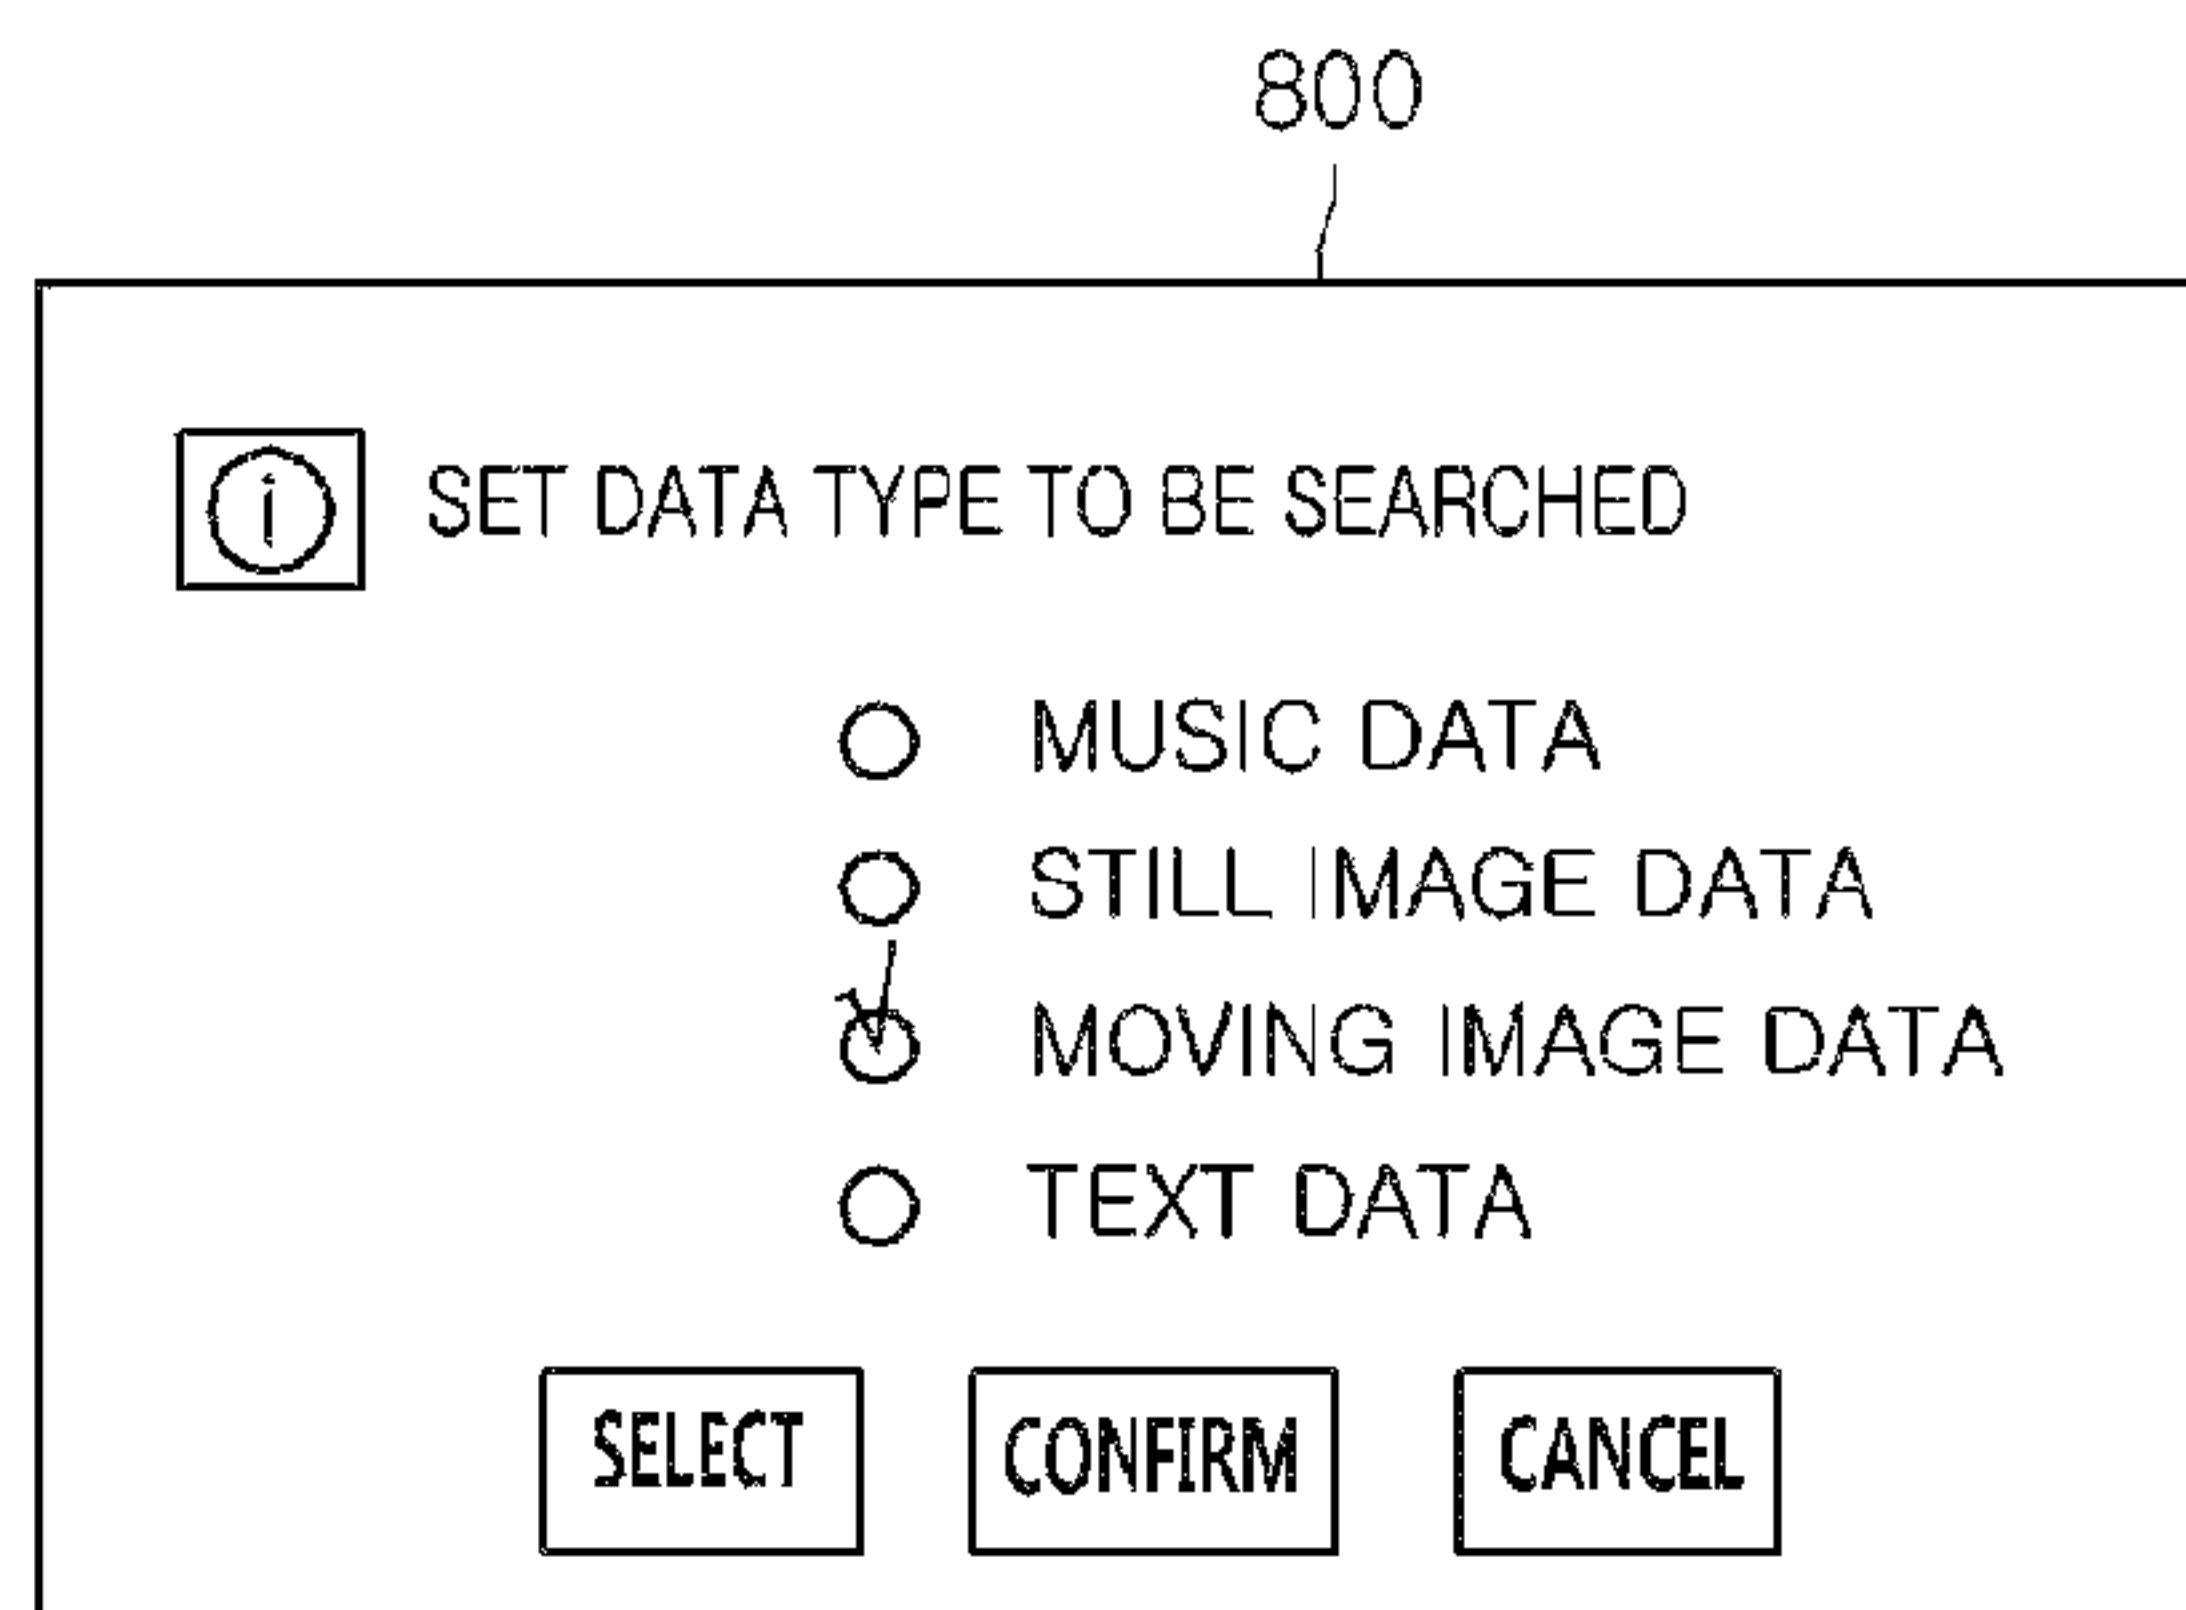 800
i SET DATA TYPE TO BE SEARCHED
MUSIC DATA
STILL IMAGE DATA
MOVING IMAGE DATA
TEXT DATA
SELECT CONFIRM CANCEL